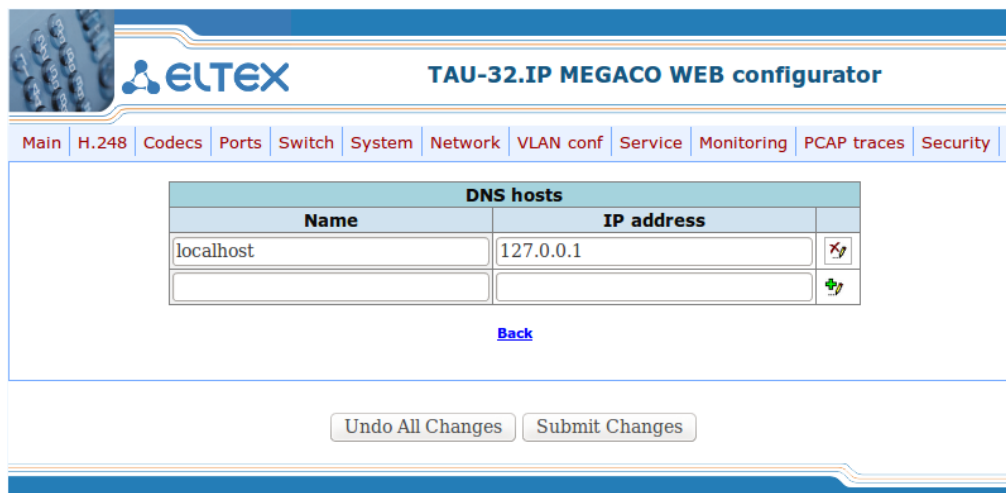 ELTEX TAU-32.IP MEGACO WEB configurator
Main H.248 Codecs Ports Switch System Network VLAN conf Service Monitoring PCAP traces Security
DNS hosts
Name IP address
localhost 127.0.0.1
Back
Undo All Changes Submit Changes